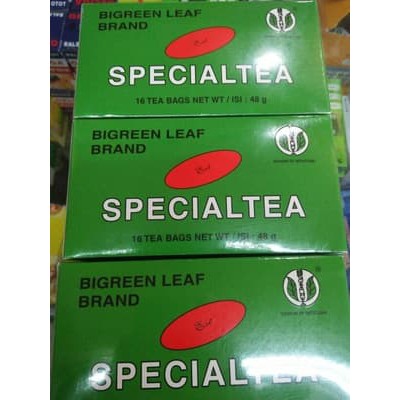 BIGREEN LEAF
BRAND
SPECIALTEA
16 TEA BAGS NET WT / ISI : 48 g
BIGREEN LEAF
BRAND
SPECIALTEA
16 TEA BAGS NET WT / ISI : 48 g
BIGREEN LEAF
BRAND
SPECIALTEA